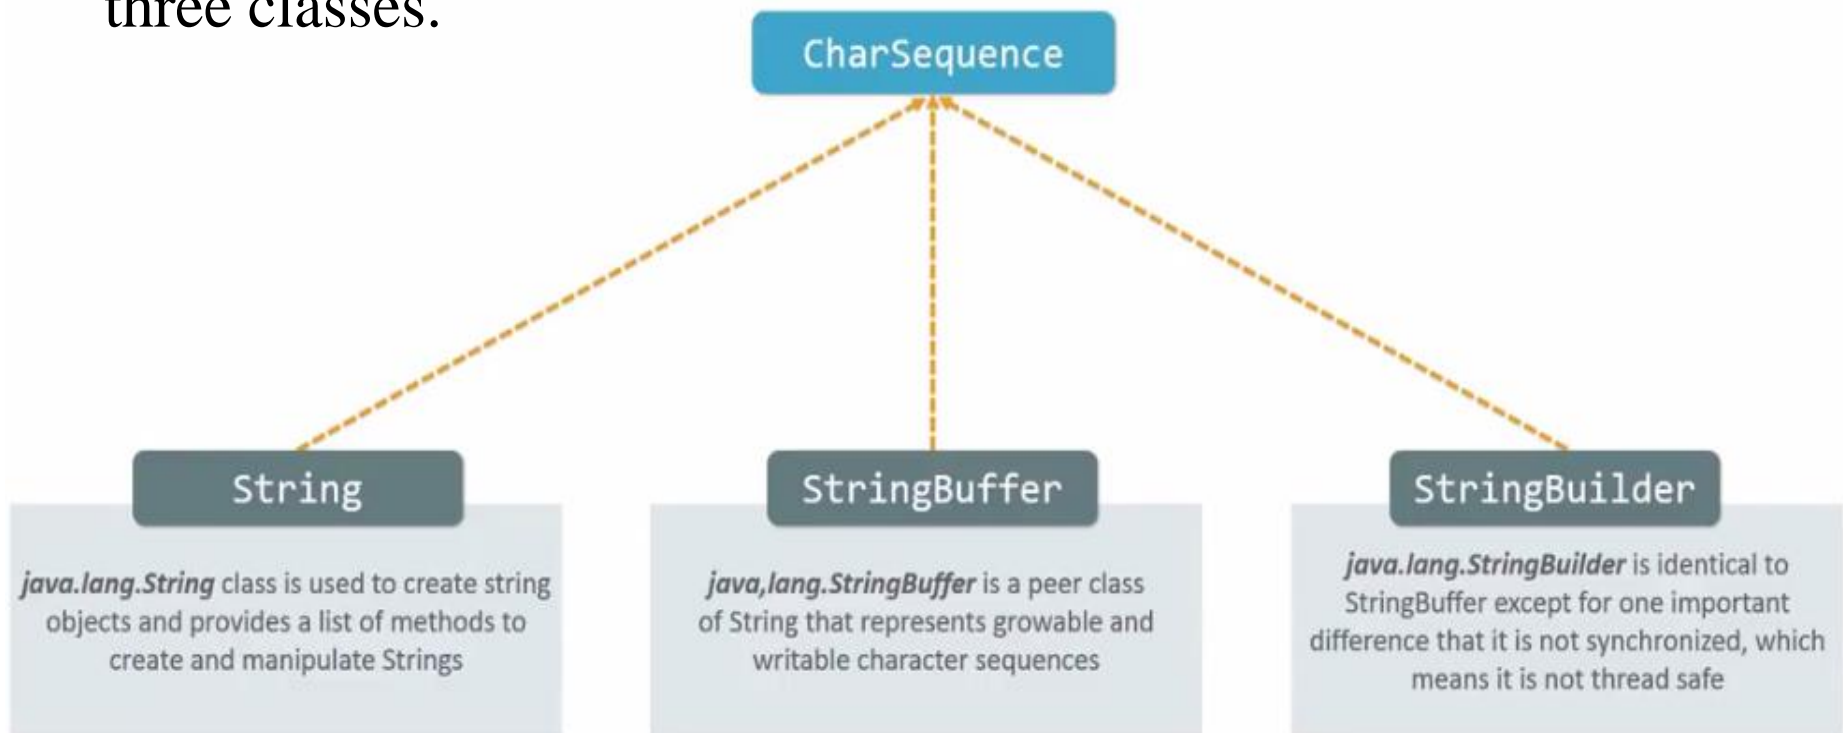 three classes.
CharSequence
String
java.lang.String class is used to create string
objects and provides a list of methods to
create and manipulate Strings
StringBuffer
java,lang.StringBuffer is a peer class
of String that represents growable and
writable character sequences
StringBuilder
java.lang.StringBuilder is identical to
StringBuffer except for one important
difference that it is not synchronized, which
means it is not thread safe